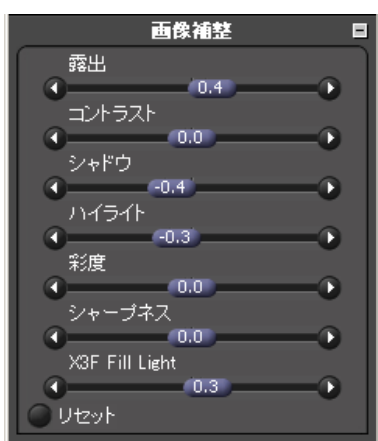 画像補整
露出
0.4
コントラスト
0.0
シャドウ
-0.4
ハイライト
-0.3
彩度
0.0
シャープネス
0.0
X3F Fill Light
0.3
リセット